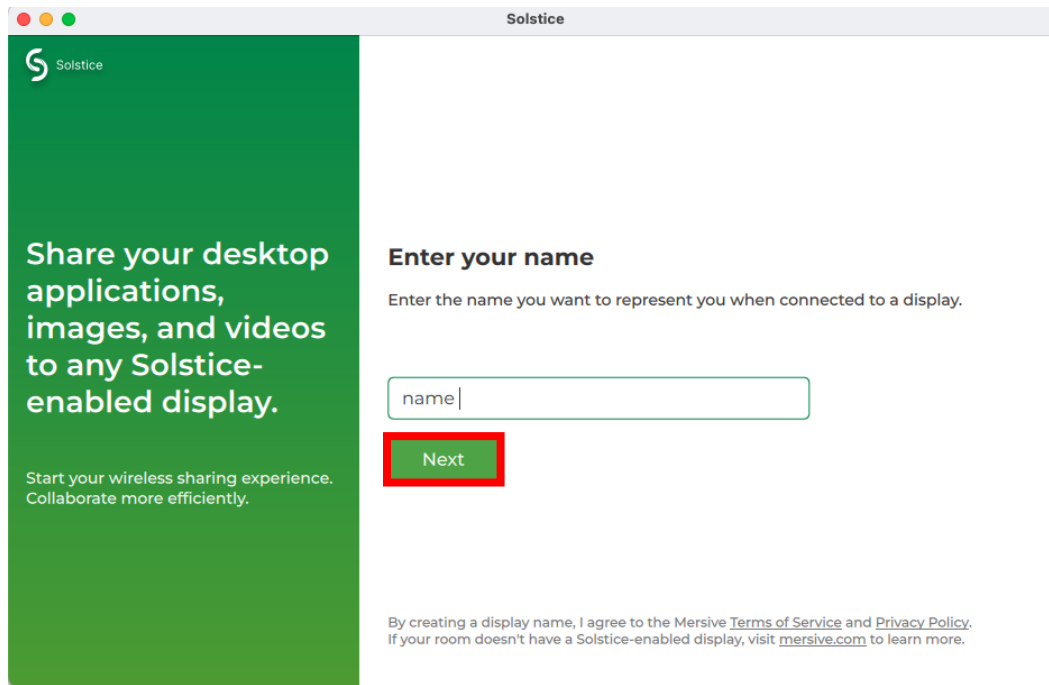 Solstice
Solstice
Share your desktop
applications,
images, and videos
to any Solstice-
enabled display.
Start your wireless sharing experience.
Collaborate more efficiently.
Enter your name
Enter the name you want to represent you when connected to a display.
name
Next
By creating a display name, I agree to the Mersive Terms of Service and Privacy Policy.
If your room doesn't have a Solstice-enabled display, visit mersive.com to learn more.